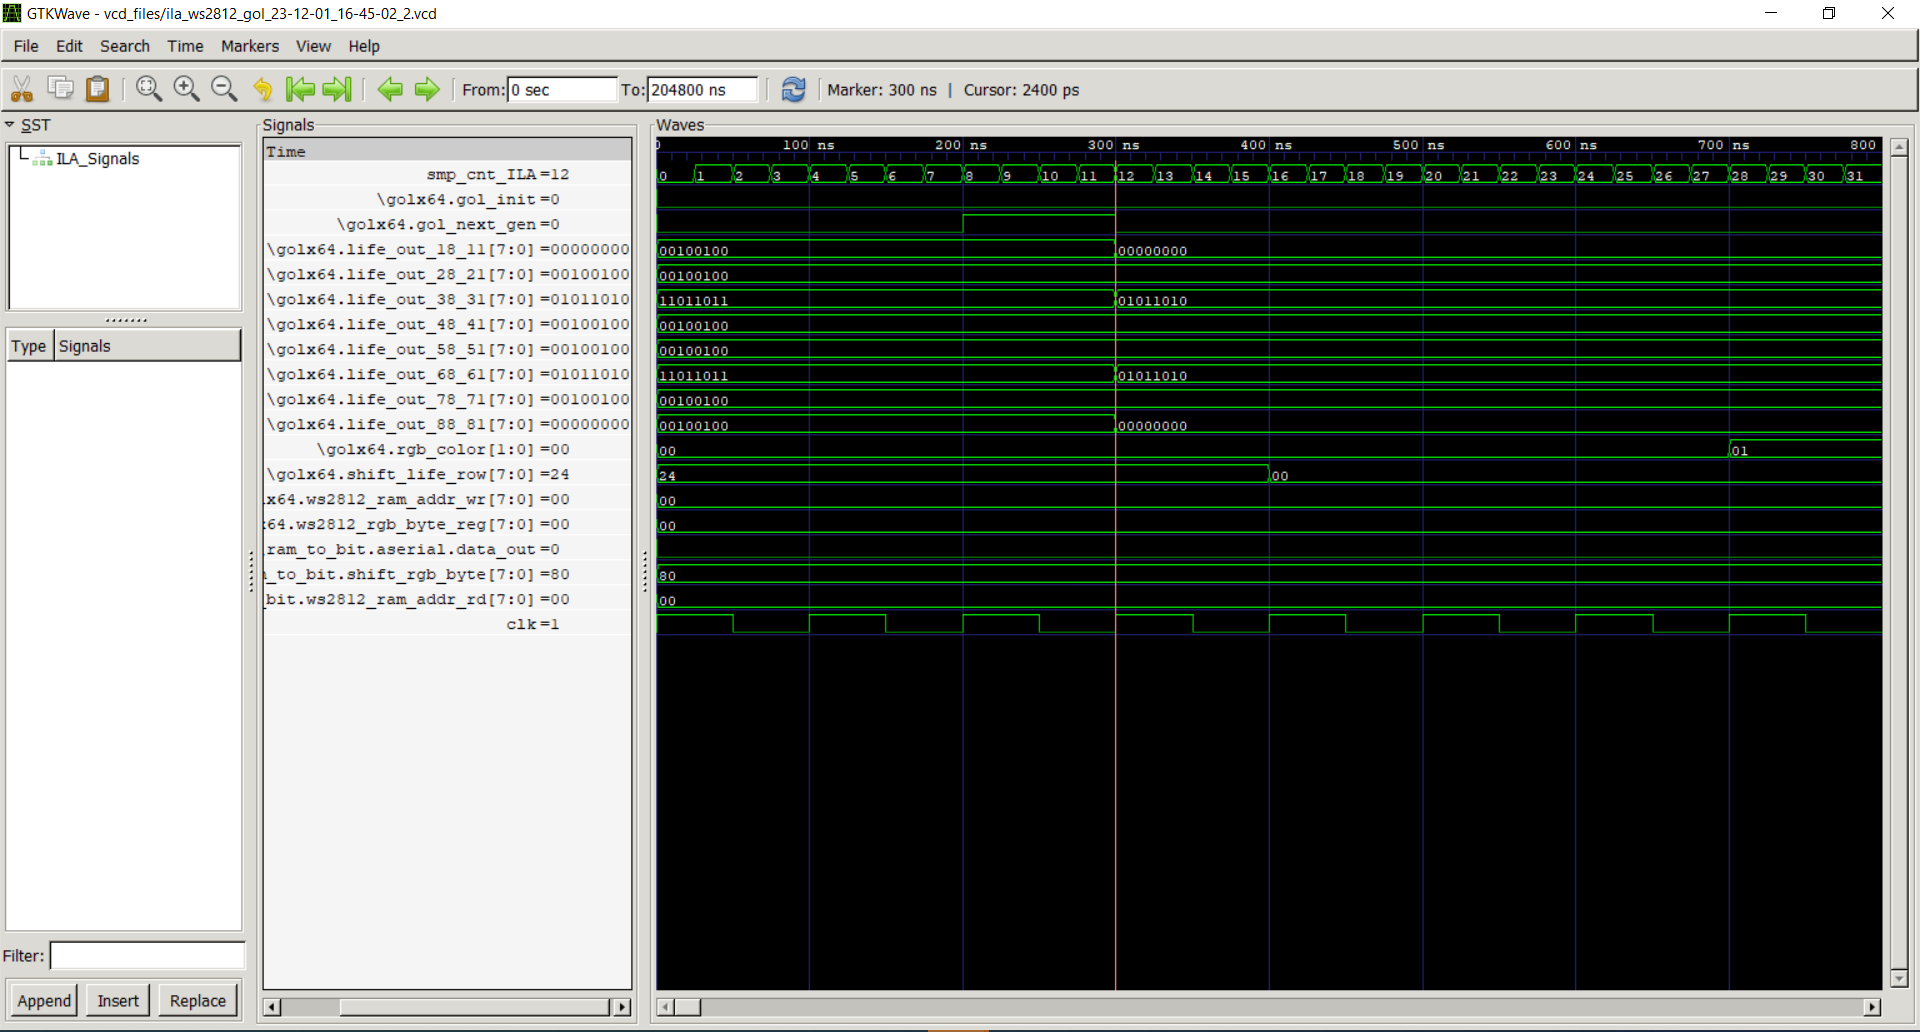 GTKWave - vcd_files/ila_ws2812_gol_23-12-01_16-45-02_2.vcd
File Edit Search Time Markers View Help
From: 0 sec To: 204800 ns Marker: 300 ns | Cursor: 2400 ps
SST
ILA_Signals
Type Signals
Filter:
Append Insert Replace
Signals
Time
smp_cnt_ILA =12
\golx64.gol_init =0
\golx64.gol_next_gen =0
\golx64.life_out_18_11[7:0] =00000000
\golx64.life_out_28_21[7:0] =00100100
\golx64.life_out_38_31[7:0] =01011010
\golx64.life_out_48_41[7:0] =00100100
\golx64.life_out_58_51[7:0] =00100100
\golx64.life_out_68_61[7:0] =01011010
\golx64.life_out_78_71[7:0] =00100100
\golx64.life_out_88_81[7:0] =00000000
\golx64.rgb_color[1:0] =00
\golx64.shift_life_row[7:0] =24
.x64.ws2812_ram_addr_wr[7:0] =00
:64.ws2812_rgb_byte_reg[7:0] =00
.ram_to_bit.aserial.data_out =0
_to_bit.shift_rgb_byte[7:0] =80
_bit.ws2812_ram_addr_rd[7:0] =00
clk =1
Waves
100 ns 200 ns 300 ns 400 ns 500 ns 600 ns 700 ns 800
0 1 2 3 4 5 6 7 8 9 10 11 12 13 14 15 16 17 18 19 20 21 22 23 24 25 26 27 28 29 30 31
00100100 00000000
00100100
11011011 01011010
00100100
00100100
11011011 01011010
00100100
00100100 00000000
00 01
24 00
00
00
80
00